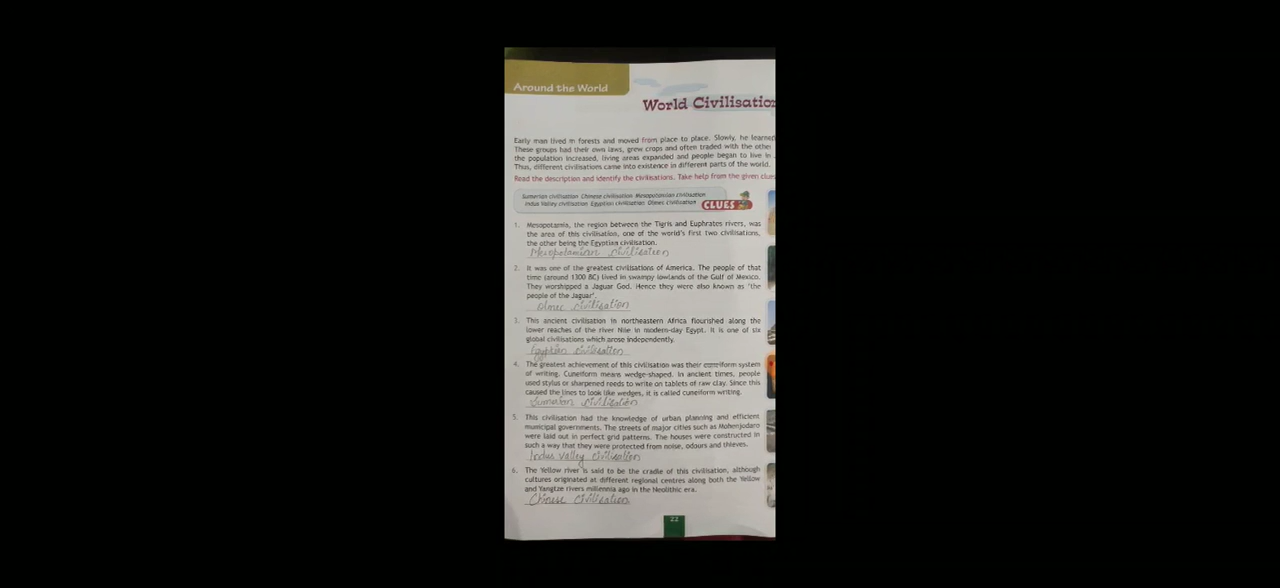 Around the World
World Civilisation
Early man lived in forests and moved from place to place. Slowly, he learned
These groups had their own laws, grew crops and often traded with the other
the population increased, living areas expanded and people began to live in
Thus, different civilisations came into existence in different parts of the world.
Read the description and identify the civilisations. Take help from the given clues
Sumerian civilisation Chinese civilisation Mesopotamian civilisation
Indus Valley civilisation Egyptian civilisation Olmec Civilisation
CLUES
1. Mesopotamia, the region between the Tigris and Euphrates rivers, was
the area of this civilisation, one of the world's first two civilisations,
the other being the Egyptian civilisation.
Mesopotamian civilisation
2. It was one of the greatest civilisations of America. The people of that
time (around 1300 BC) lived in swampy lowlands of the Gulf of Mexico.
They worshipped a Jaguar God. Hence they were also known as 'the
people of the Jaguar'.
Olmec civilisation
3. This ancient civilisation in northeastern Africa flourished along the
lower reaches of the river Nile in modern-day Egypt. It is one of six
global civilisations which arose independently.
Egyptian civilisation
4. The greatest achievement of this civilisation was their cuneiform system
of writing. Cuneiform means wedge-shaped. In ancient times, people
used stylus or sharpened reeds to write on tablets of raw clay. Since this
caused the lines to look like wedges, it is called cuneiform writing.
civilisation
5. This civilisation had the knowledge of urban planning and efficient
municipal governments. The streets of major cities such as Mohenjodaro
were laid out in perfect grid patterns. The houses were constructed in
such a way that they were protected from noise, odours and thieves.
Indus Valley civilisation
6. The Yellow river is said to be the cradle of this civilisation, although
cultures originated at different regional centres along both the Yellow
and Yangtze rivers millennia ago in the Neolithic era.
Chinese Civilisation
22